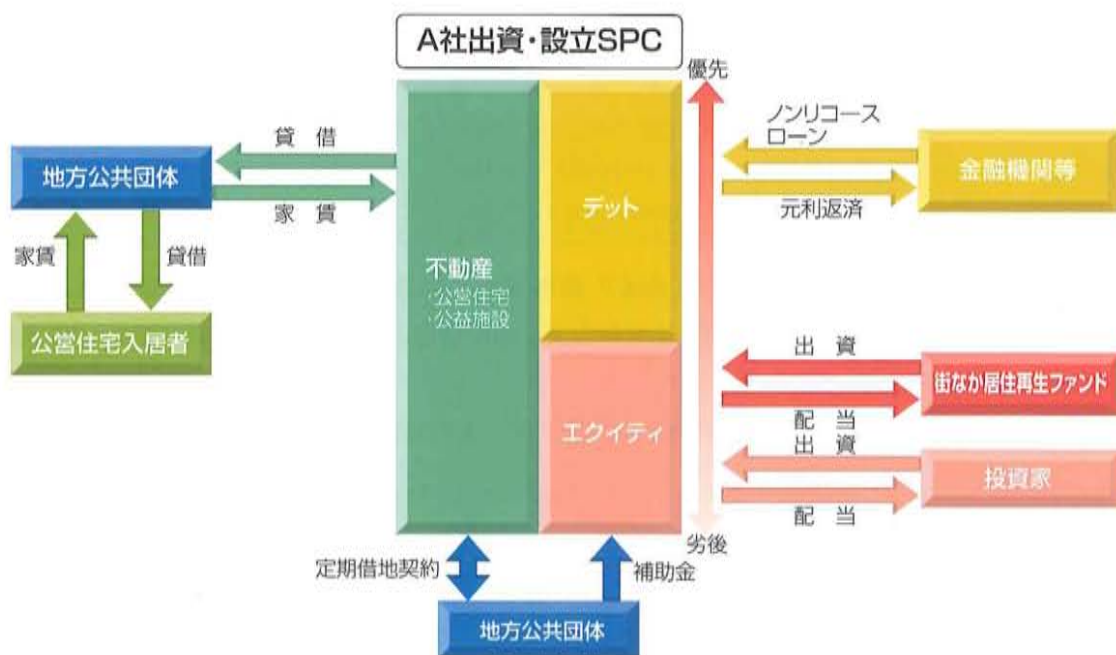 A社出資・設立SPC
優先
貸 借
地方公共団体
家 賃
家賃
貸借
公営住宅入居者
不動産
・公営住宅
・公益施設
デット
エクイティ
ノンリコース
ローン
金融機関等
元利返済
出 資
街なか居住再生ファンド
配 当
出 資
投資家
配 当
劣後
定期借地契約
補助金
地方公共団体